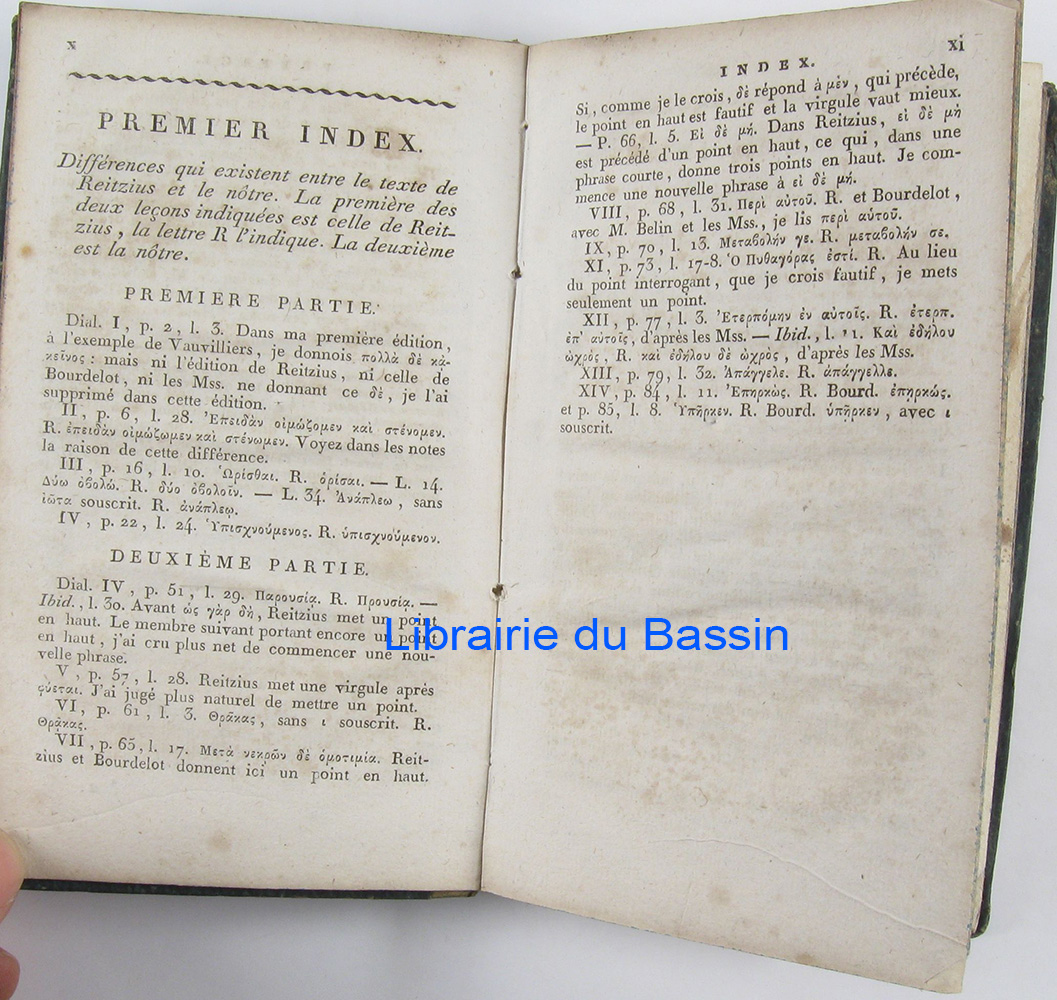 x
PREMIER INDEX.
Différences qui existent entre le texte de
Reitzius et le nôtre. La première des
deux leçons indiquées est celle de Reit-
zius, la lettre R l'indique. La deuxième
est la nôtre.
PREMIERE PARTIE.
Dial. I, p. 2, l. 3. Dans ma première édition,
à l'exemple de Vauvilliers, je donnois πολλὰ δὲ κἀ-
κεῖνος : mais ni l'édition de Reitzius, ni celle de
Bourdelot, ni les Mss. ne donnant ce δὲ, je l'ai
supprimé dans cette édition.
II, p. 6, l. 28. Ἐπειδὰν οἰμώζομεν καὶ στένομεν.
R. ἐπειδὰν οἰμώζωμεν καὶ στένωμεν. Voyez dans les notes
la raison de cette différence.
III, p. 16, l. 10. Ὡρίσθαι. R. ὁρίσαι. — L. 14.
Δύω ὀβολώ. R. δύο ὀβολοῖν. — L. 34. Ἀνάπλεω, sans
ἰῶτα souscrit. R. ἀνάπλεῳ.
IV, p. 22, l. 24. Ὑπισχνούμενος. R. ὑπισχνούμενον.
DEUXIÈME PARTIE.
Dial. IV, p. 51, l. 29. Παρουσίᾳ. R. Προυσίᾳ. —
Ibid., l. 30. Avant ὡς γὰρ δὴ, Reitzius met un point
en haut. Le membre suivant portant encore un point
en haut, j'ai cru plus net de commencer une nou-
velle phrase.
V, p. 57, l. 28. Reitzius met une virgule après
φύεται. J'ai jugé plus naturel de mettre un point.
VI, p. 61, l. 3. Θρᾶκας, sans ι souscrit. R.
Θρᾷκας.
VII, p. 65, l. 17. Μετὰ νεκρῶν δὲ ὁμοτιμία. Reit-
zius et Bourdelot donnent ici un point en haut.
INDEX.
xj
Si, comme je le crois, δὲ répond à μὲν, qui précède,
le point en haut est fautif et la virgule vaut mieux.
— P. 66, l. 5. Εἰ δὲ μή. Dans Reitzius, εἰ δὲ μὴ
est précédé d'un point en haut, ce qui, dans une
phrase courte, donne trois points en haut. Je com-
mence une nouvelle phrase à εἰ δὲ μή.
VIII, p. 68, l. 31. Περὶ αὑτοῦ. R. et Bourdelot,
avec M. Belin et les Mss., je lis περὶ αὐτοῦ.
IX, p. 70, l. 13. Μεταβολήν γε. R. μεταβολήν σε.
XI, p. 73, l. 17-8. Ὁ Πυθαγόρας ἐστί. R. Au lieu
du point interrogant, que je crois fautif, je mets
seulement un point.
XII, p. 77, l. 3. Ἐτερπόμην ἐν αὐτοῖς. R. ἐτερπ.
ἐπ' αὐτοῖς, d'après les Mss. — Ibid., l. 11. Καὶ ἐδήλου
ὠχρὸς, R. καὶ ἐδήλου δὲ ὠχρὸς, d'après les Mss.
XIII, p. 79, l. 32. Ἀπάγγελε. R. ἀπάγγελλε.
XIV, p. 84, l. 11. Ἐπηρκώς. R. Bourd. ἐπῃρκώς.
et p. 85, l. 8. Ὑπῆρκεν. R. Bourd. ὑπῇρκεν, avec ι
souscrit.
Librairie du Bassin